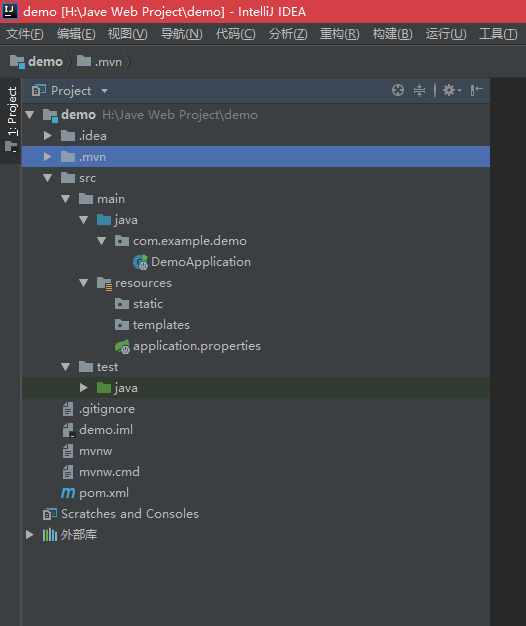 demo [H:\Jave Web Project\demo] - IntelliJ IDEA
文件(F) 编辑(E) 视图(V) 导航(N) 代码(C) 分析(Z) 重构(R) 构建(B) 运行(U) 工具(T)
demo .mvn
1: Project
Project
demo H:\Jave Web Project\demo
.idea
.mvn
src
main
java
com.example.demo
DemoApplication
resources
static
templates
application.properties
test
java
.gitignore
demo.iml
mvnw
mvnw.cmd
pom.xml
Scratches and Consoles
外部库